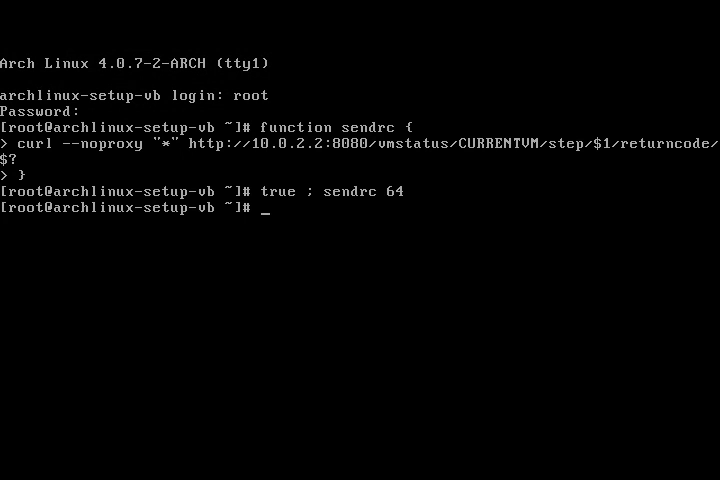 Arch Linux 4.0.7-2-ARCH (tty1)
archlinux-setup-vb login: root
Password:
[root@archlinux-setup-vb ~]# function sendrc {
> curl --noproxy "*" http://10.0.2.2:8080/vmstatus/CURRENTVM/step/$1/returncode/
$?
> }
[root@archlinux-setup-vb ~]# true ; sendrc 64
[root@archlinux-setup-vb ~]# _